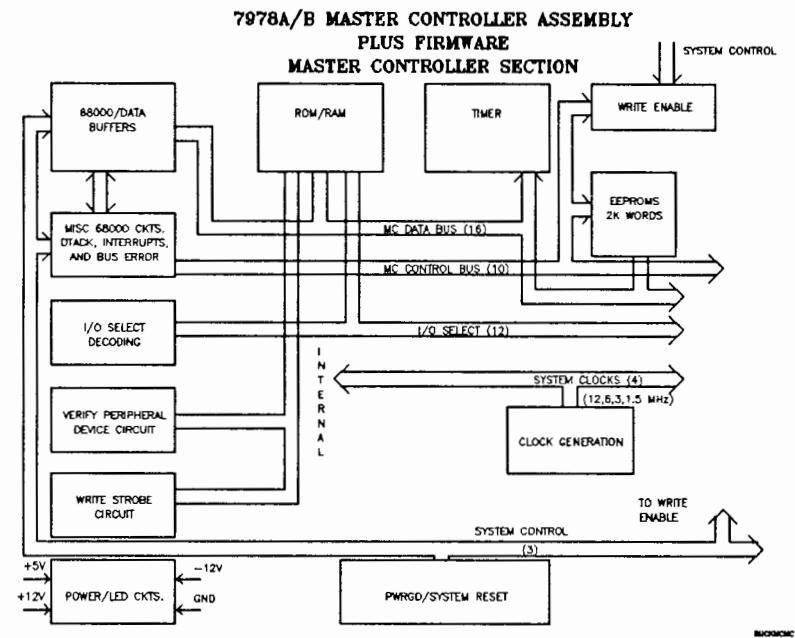 7978A/B MASTER CONTROLLER ASSEMBLY
PLUS FIRMWARE
MASTER CONTROLLER SECTION
SYSTEM CONTROL
68000/DATA
BUFFERS
ROM/RAM
TIMER
WRITE ENABLE
MISC 68000 CKTS.
DTACK, INTERRUPTS,
AND BUS ERROR
EEPROMS
2K WORDS
MC DATA BUS (16)
MC CONTROL BUS (10)
I/O SELECT
DECODING
I/O SELECT (12)
INTERNAL
SYSTEM CLOCKS (4)
(12,6,3,1.5 MHz)
VERIFY PERIPHERAL
DEVICE CIRCUIT
CLOCK GENERATION
WRITE STROBE
CIRCUIT
TO WRITE
ENABLE
SYSTEM CONTROL
(3)
+5V
-12V
+12V
POWER/LED CKTS.
GND
PWRGD/SYSTEM RESET